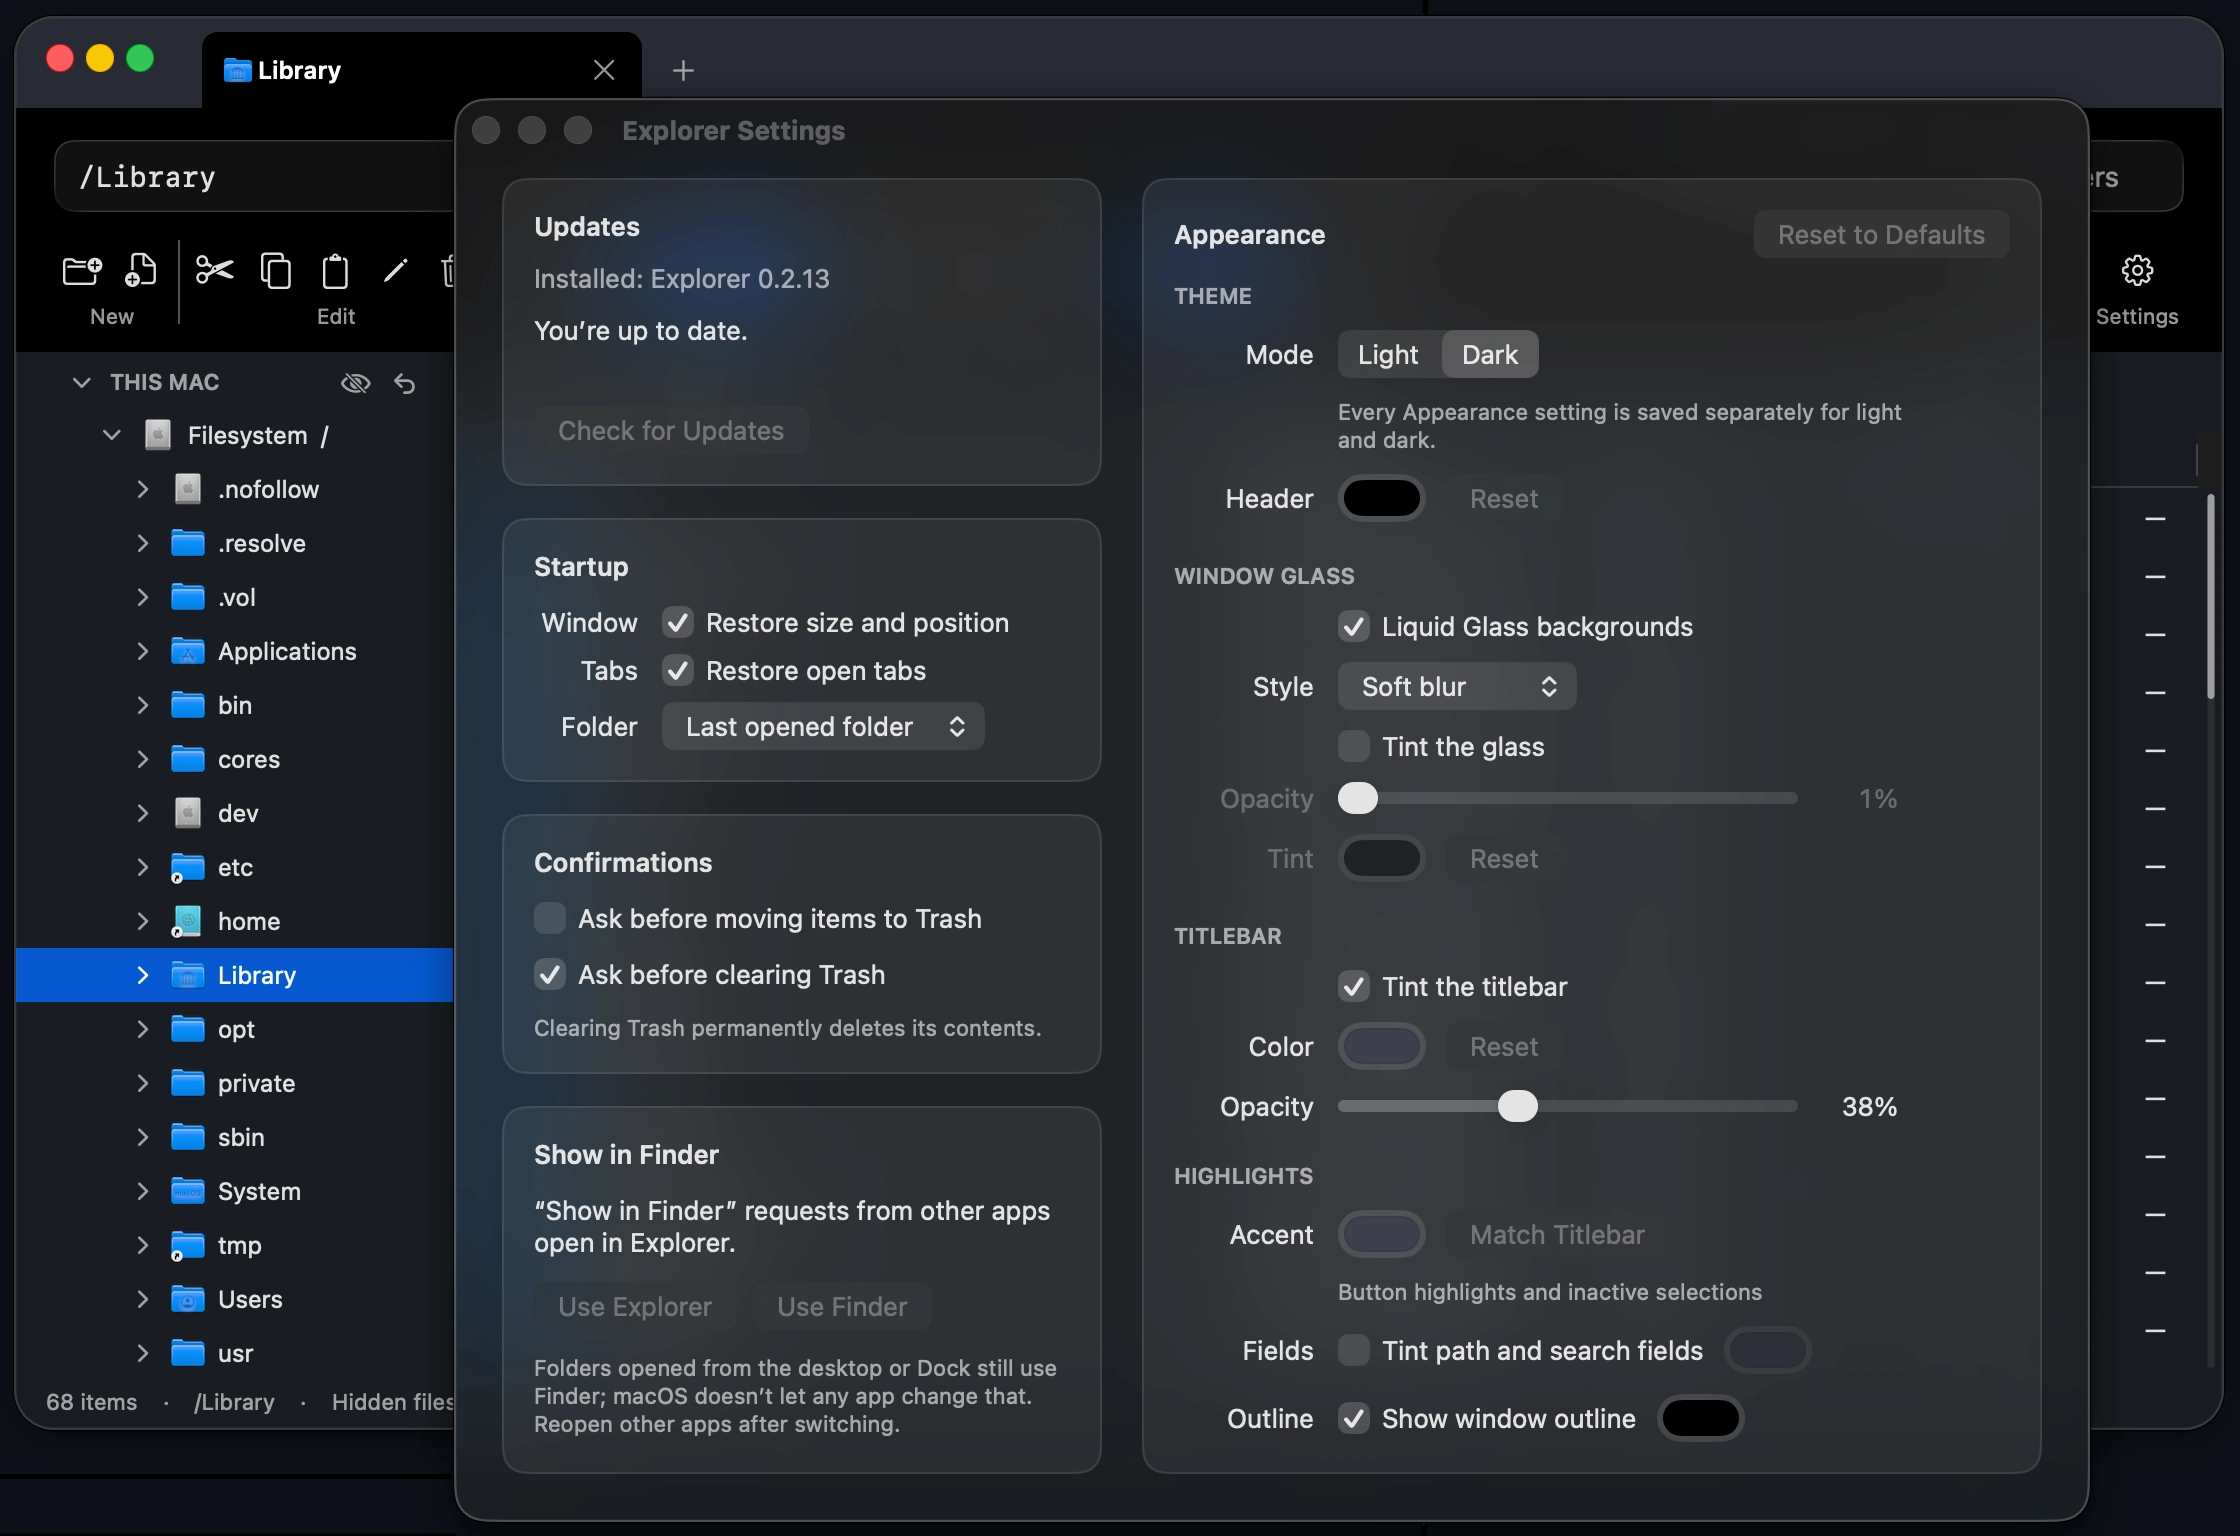 Library
/Library
New
Edit
THIS MAC
Filesystem /
.nofollow
.resolve
.vol
Applications
bin
cores
dev
etc
home
Library
opt
private
sbin
System
tmp
Users
usr
68 items · /Library · Hidden files
Explorer Settings
Updates
Installed: Explorer 0.2.13
You’re up to date.
Check for Updates
Startup
Window Restore size and position
Tabs Restore open tabs
Folder Last opened folder
Confirmations
Ask before moving items to Trash
Ask before clearing Trash
Clearing Trash permanently deletes its contents.
Show in Finder
“Show in Finder” requests from other apps
open in Explorer.
Use Explorer Use Finder
Folders opened from the desktop or Dock still use
Finder; macOS doesn’t let any app change that.
Reopen other apps after switching.
Appearance Reset to Defaults
THEME
Mode Light Dark
Every Appearance setting is saved separately for light
and dark.
Header Reset
WINDOW GLASS
Liquid Glass backgrounds
Style Soft blur
Tint the glass
Opacity 1%
Tint Reset
TITLEBAR
Tint the titlebar
Color Reset
Opacity 38%
HIGHLIGHTS
Accent Match Titlebar
Button highlights and inactive selections
Fields Tint path and search fields
Outline Show window outline
Settings